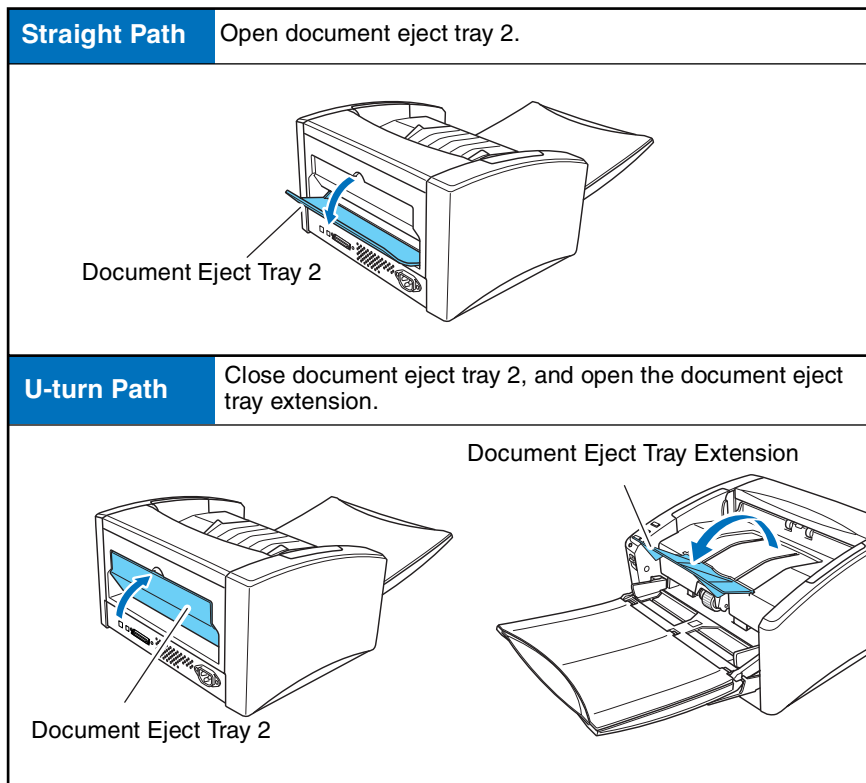 Straight Path
Open document eject tray 2.
Document Eject Tray 2
U-turn Path
Close document eject tray 2, and open the document eject
tray extension.
Document Eject Tray Extension
Document Eject Tray 2